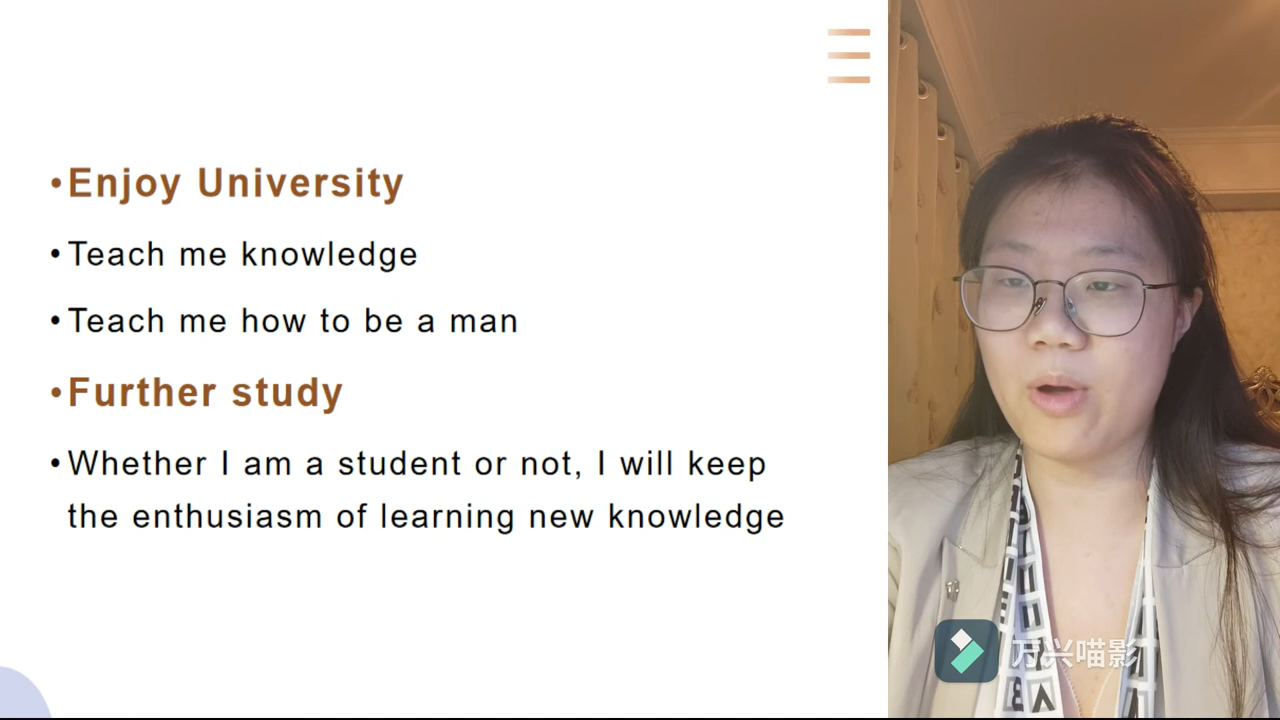 •Enjoy University
•Teach me knowledge
•Teach me how to be a man
•Further study
•Whether I am a student or not, I will keep
the enthusiasm of learning new knowledge
万兴喵影